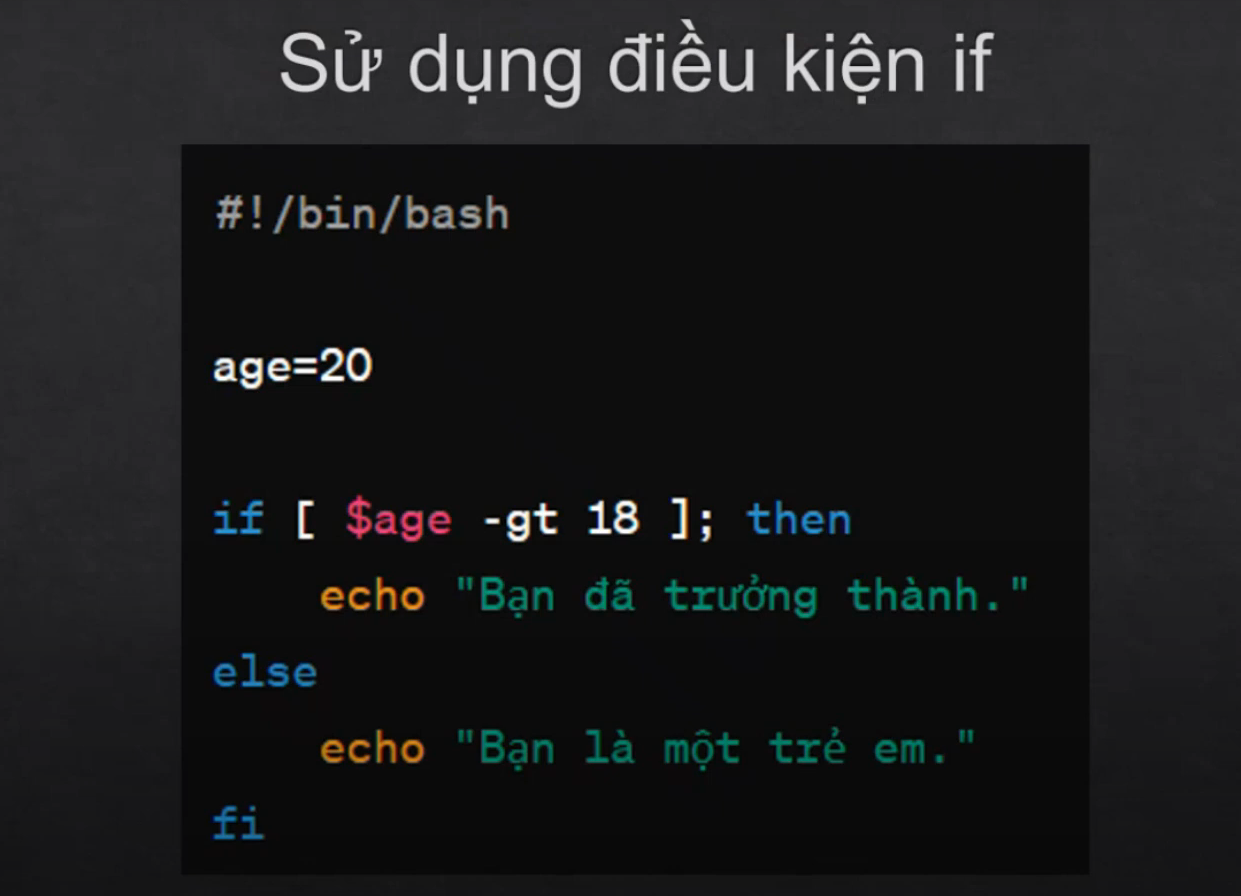 Sử dụng điều kiện if
#!/bin/bash
age=20
if [ $age -gt 18 ]; then
echo "Bạn đã trưởng thành."
else
echo "Bạn là một trẻ em."
fi